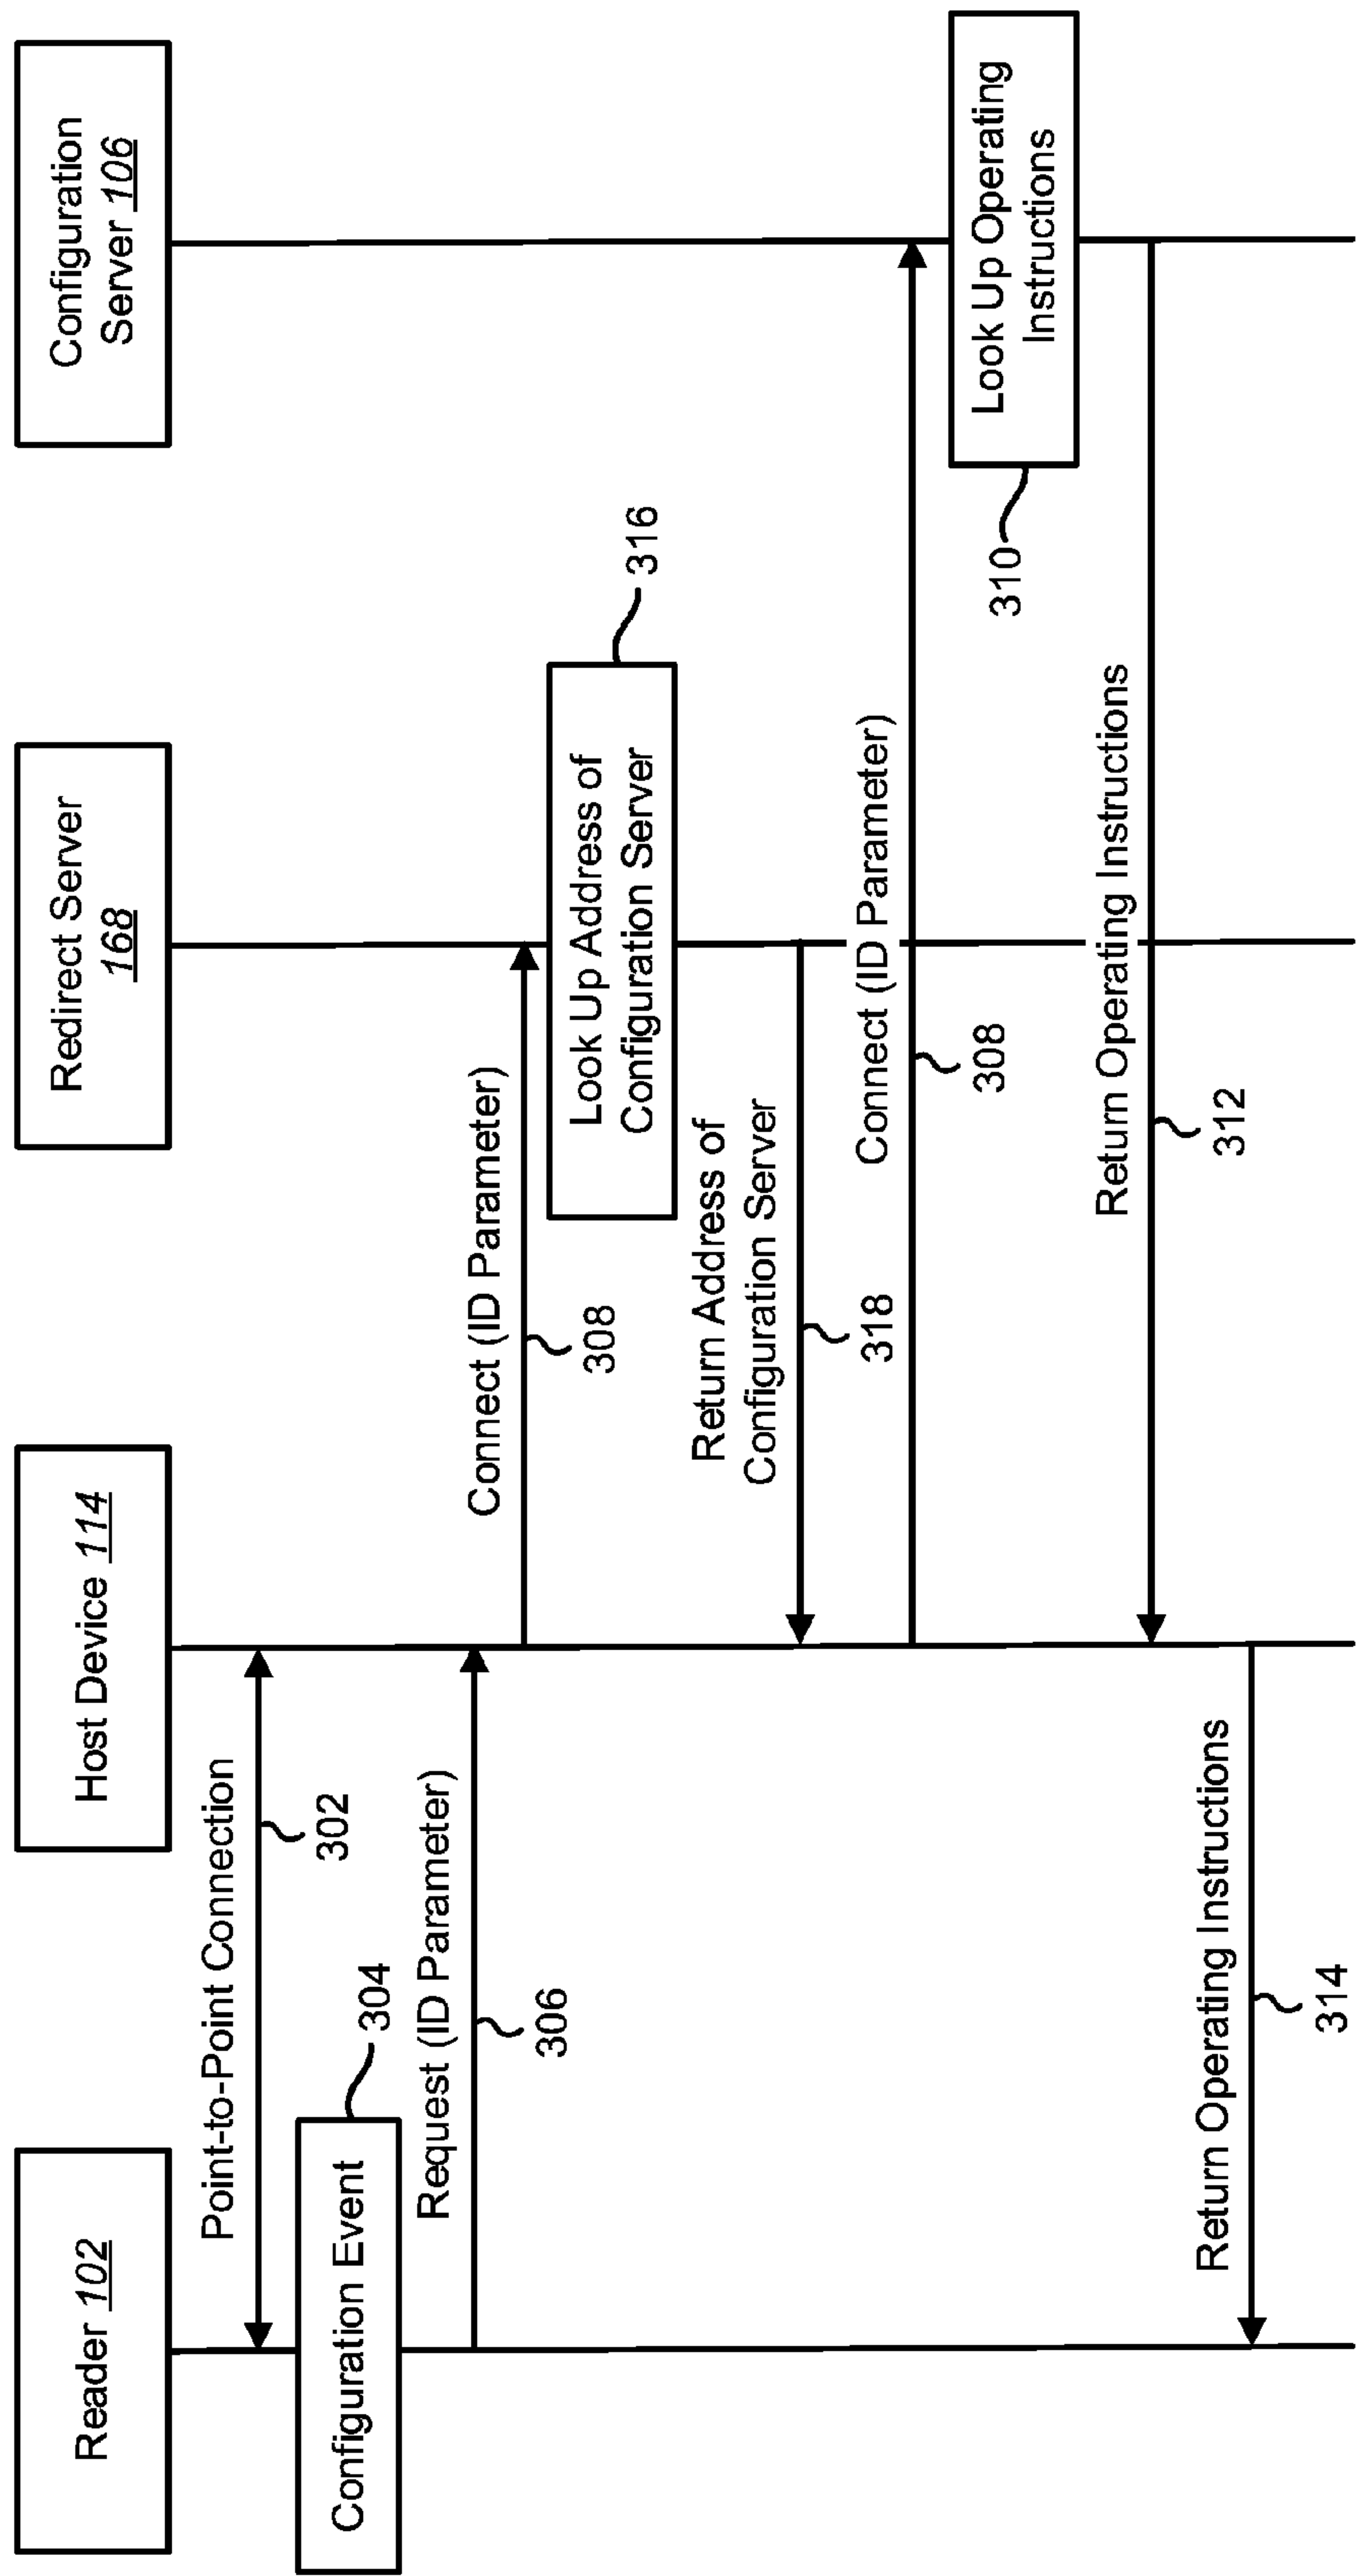 Reader 102
Host Device 114
Redirect Server
168
Configuration
Server 106
Point-to-Point Connection
302
Configuration Event
304
Request (ID Parameter)
306
Connect (ID Parameter)
308
Look Up Address of
Configuration Server
316
Return Address of
Configuration Server
318
Connect (ID Parameter)
308
Look Up Operating
Instructions
310
Return Operating Instructions
312
Return Operating Instructions
314